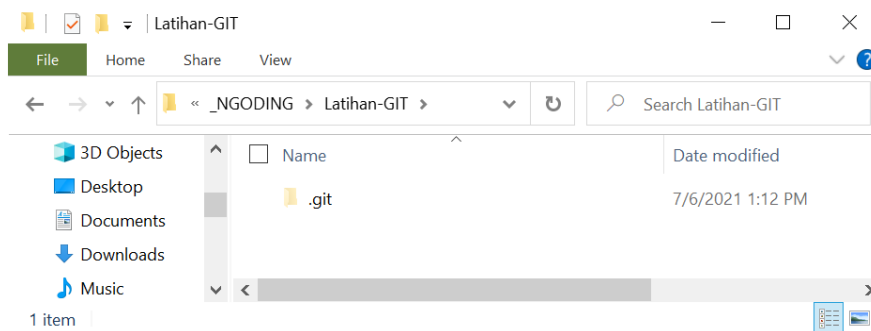 Latihan-GIT
File Home Share View
« _NGODING > Latihan-GIT > Search Latihan-GIT
3D Objects Name Date modified
Desktop .git 7/6/2021 1:12 PM
Documents
Downloads
Music
1 item